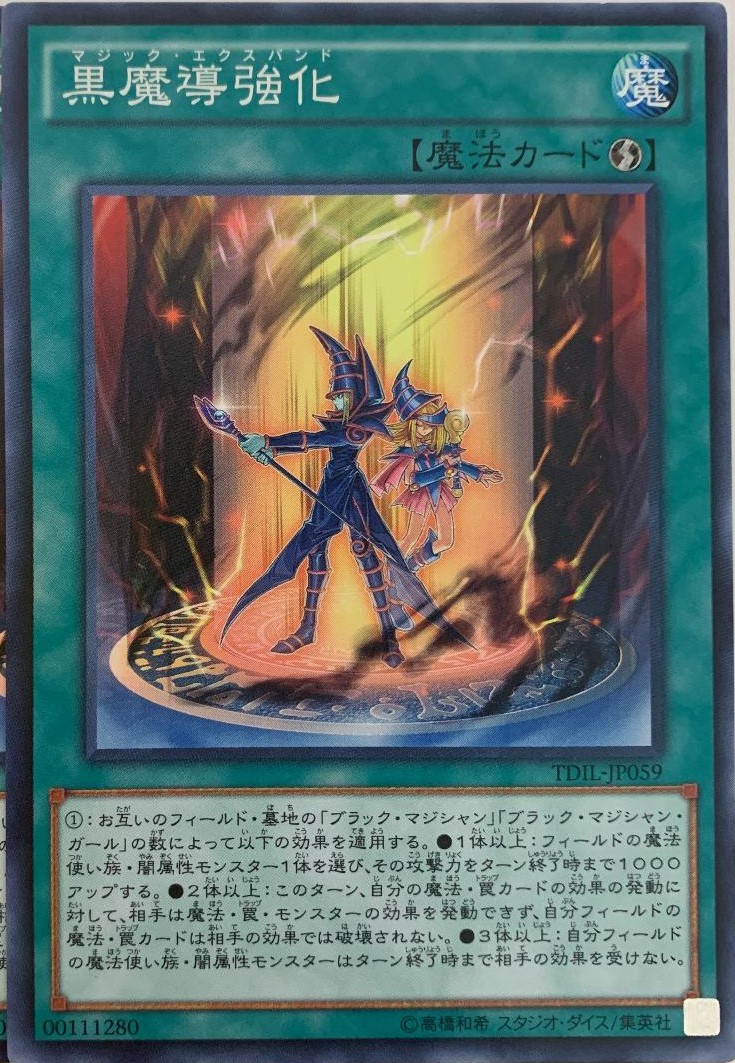 マジック・エクスパンド
黒魔導強化
魔
【魔法カード】
TDIL-JP059
①:お互いのフィールド・墓地の「ブラック・マジシャン」「ブラック・マジシャン・
ガール」の数によって以下の効果を適用する。●1体以上:フィールドの魔法
使い族・闇属性モンスター1体を選び、その攻撃力をターン終了時まで1000
アップする。●2体以上:このターン、自分の魔法・罠カードの効果の発動に
対して、相手は魔法・罠・モンスターの効果を発動できず、自分フィールドの
魔法・罠カードは相手の効果では破壊されない。●3体以上:自分フィールド
の魔法使い族・闇属性モンスターはターン終了時まで相手の効果を受けない。
00111280
©高橋和希 スタジオ・ダイス/集英社